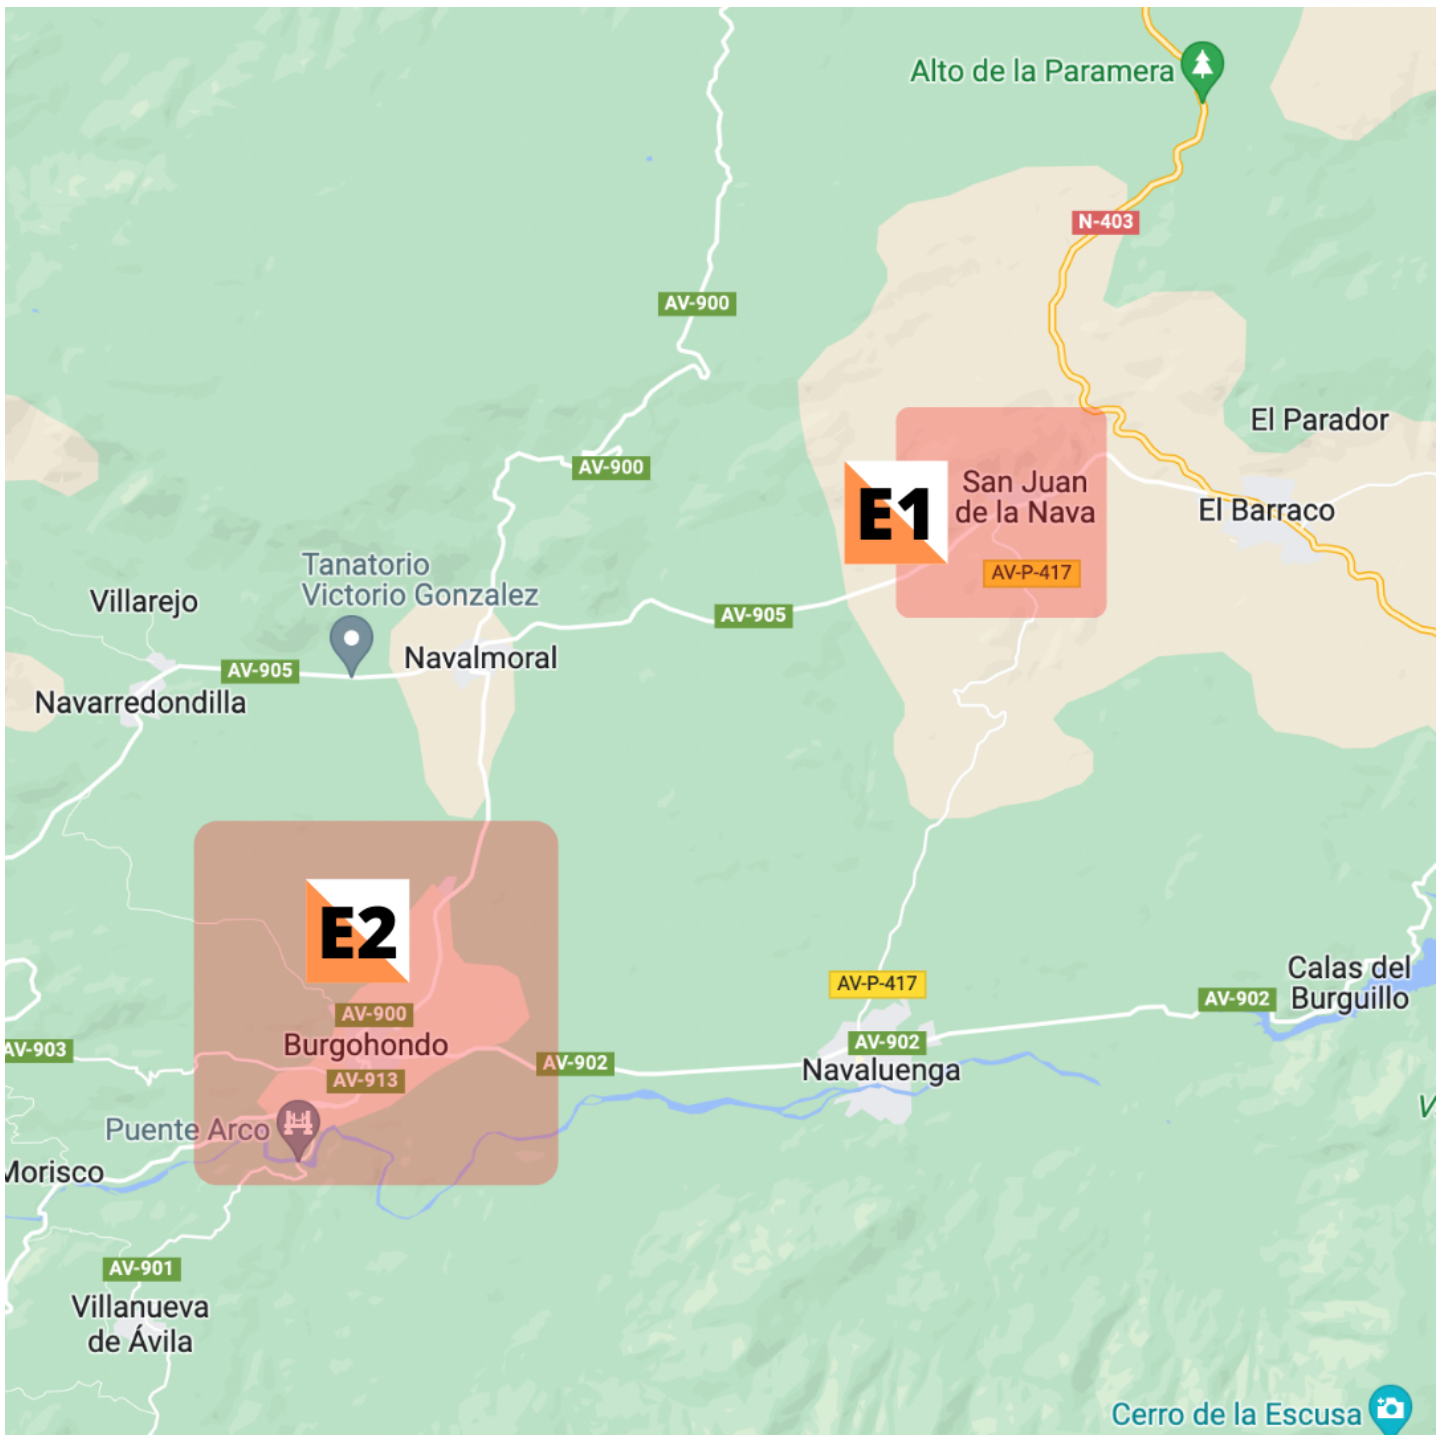 Alto de la Paramera
N-403
AV-900
El Parador
AV-900
E1
San Juan
de la Nava
El Barraco
AV-P-417
Tanatorio
Victorio Gonzalez
Villarejo
AV-905
Navalmoral
AV-905
Navarredondilla
E2
AV-P-417
Calas del
Burguillo
AV-902
AV-900
Burgohondo
AV-902
AV-903
AV-902
Navaluenga
AV-913
Puente Arco
V
Morisco
AV-901
Villanueva
de Ávila
Cerro de la Escusa